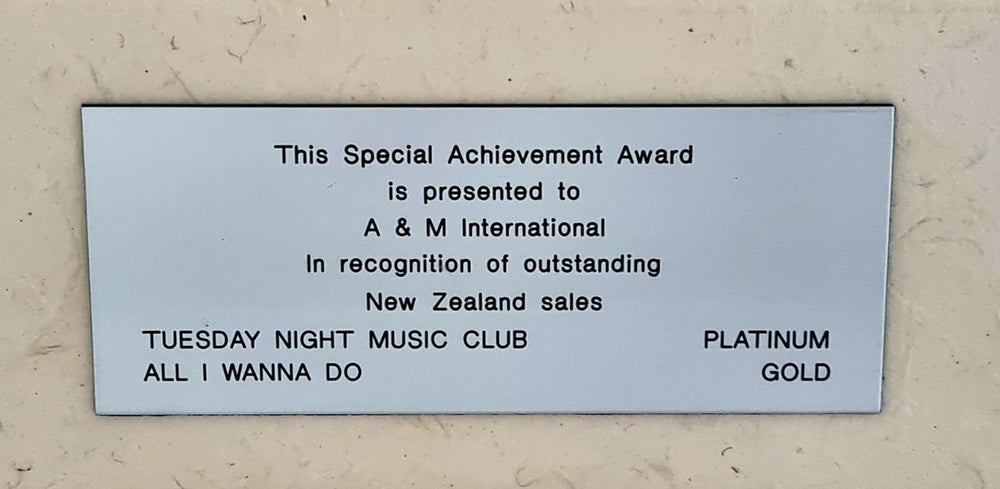 This Special Achievement Award
is presented to
A & M International
In recognition of outstanding
New Zealand sales
TUESDAY NIGHT MUSIC CLUB PLATINUM
ALL I WANNA DO GOLD